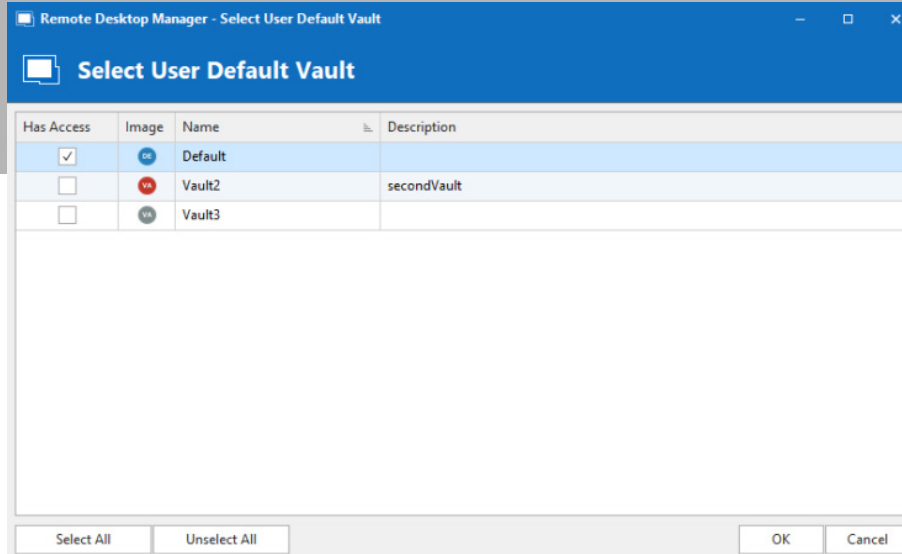 Remote Desktop Manager - Select User Default Vault
Select User Default Vault
Has Access Image Name Description
DE Default
VA Vault2 secondVault
VA Vault3
Select All Unselect All OK Cancel